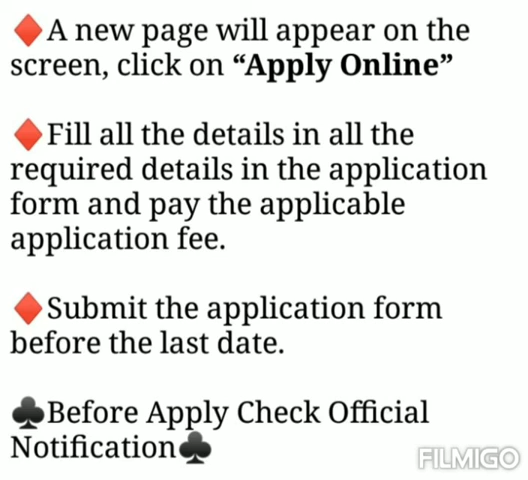 ♦️A new page will appear on the
screen, click on “Apply Online”
♦️Fill all the details in all the
required details in the application
form and pay the applicable
application fee.
♦️Submit the application form
before the last date.
♣️Before Apply Check Official
Notification♣️
FILMIGO